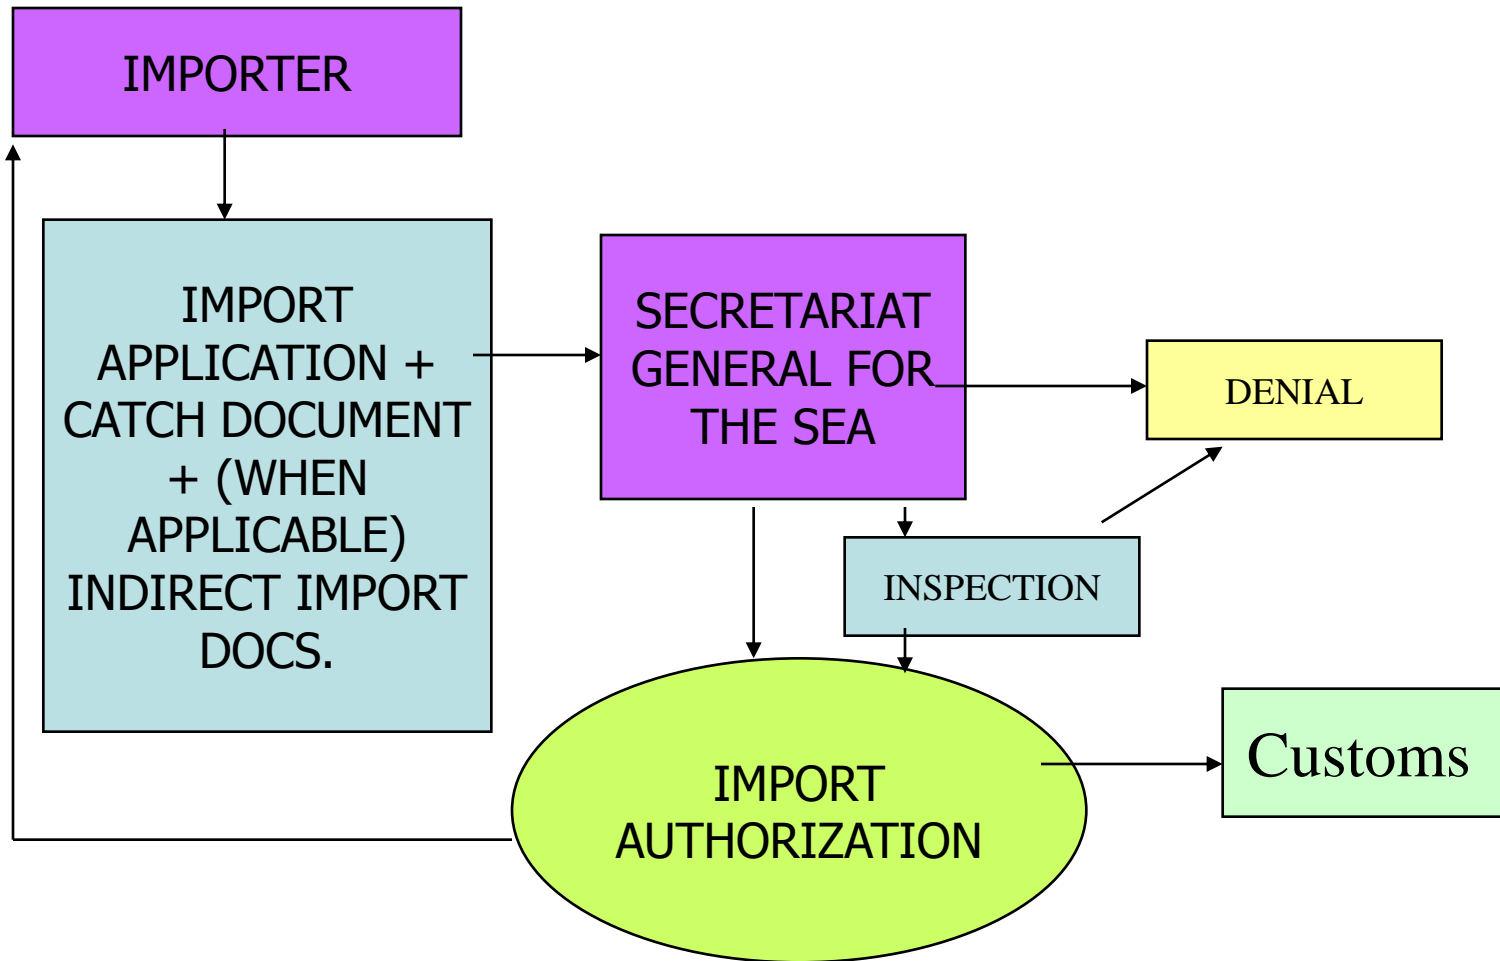 IMPORTER
IMPORT
APPLICATION +
CATCH DOCUMENT
+ (WHEN
APPLICABLE)
INDIRECT IMPORT
DOCS.
SECRETARIAT
GENERAL FOR
THE SEA
DENIAL
INSPECTION
IMPORT
AUTHORIZATION
Customs